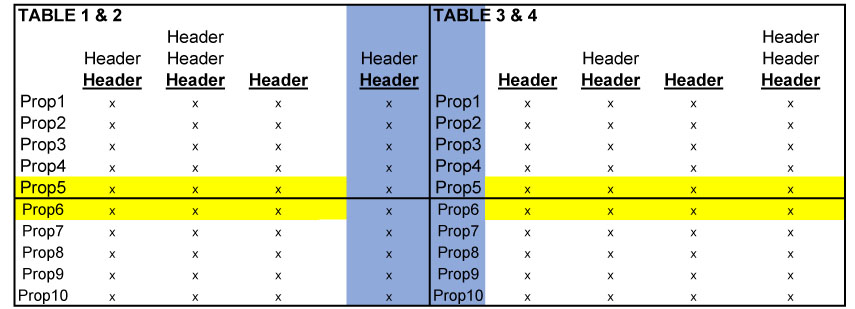 TABLE 1 & 2 TABLE 3 & 4
Header Header
Header Header Header Header Header
Header Header Header Header Header Header Header Header
Prop1 x x x x Prop1 x x x x
Prop2 x x x x Prop2 x x x x
Prop3 x x x x Prop3 x x x x
Prop4 x x x x Prop4 x x x x
Prop5 x x x x Prop5 x x x x
Prop6 x x x x Prop6 x x x x
Prop7 x x x x Prop7 x x x x
Prop8 x x x x Prop8 x x x x
Prop9 x x x x Prop9 x x x x
Prop10 x x x x Prop10 x x x x